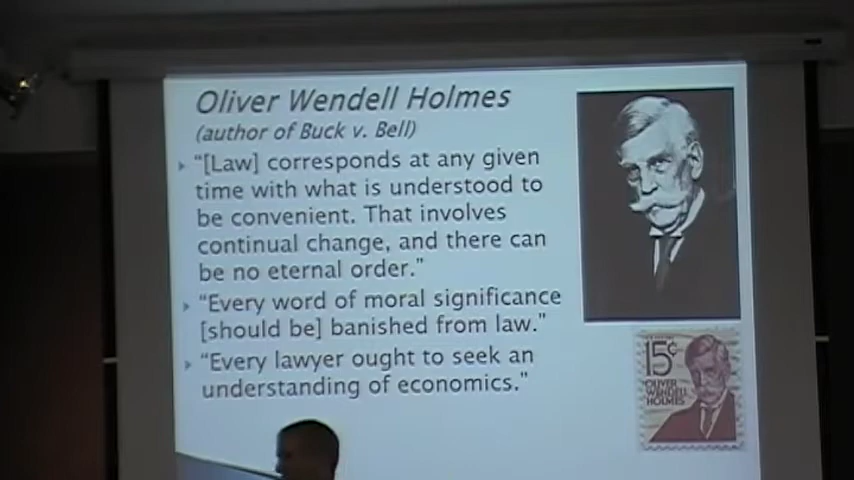 Oliver Wendell Holmes
(author of Buck v. Bell)
"[Law] corresponds at any given
time with what is understood to
be convenient. That involves
continual change, and there can
be no eternal order."
"Every word of moral significance
[should be] banished from law."
"Every lawyer ought to seek an
understanding of economics."
15¢
OLIVER
WENDELL
HOLMES